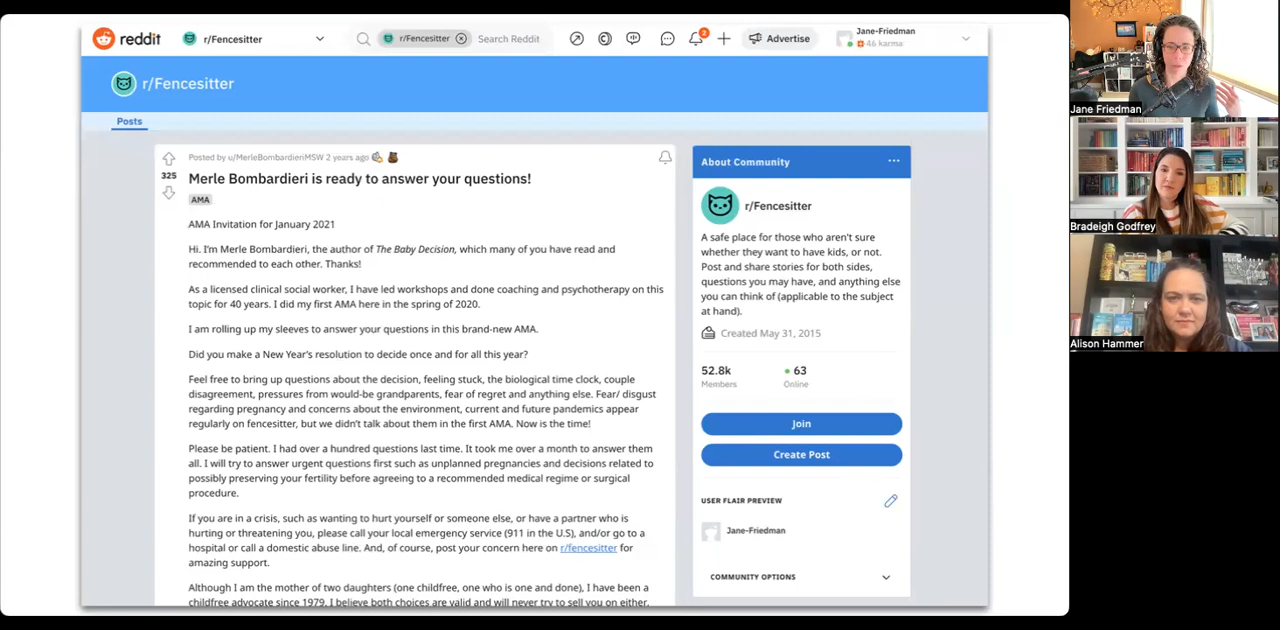 reddit
r/Fencesitter
r/Fencesitter
Search Reddit
2
Advertise
Jane-Friedman
46 karma
r/Fencesitter
Posts
325
Posted by u/MerleBombardieriMSW 2 years ago
Merle Bombardieri is ready to answer your questions!
AMA
AMA Invitation for January 2021
Hi. I'm Merle Bombardieri, the author of The Baby Decision, which many of you have read and
recommended to each other. Thanks!
As a licensed clinical social worker, I have led workshops and done coaching and psychotherapy on this
topic for 40 years. I did my first AMA here in the spring of 2020.
I am rolling up my sleeves to answer your questions in this brand-new AMA.
Did you make a New Year's resolution to decide once and for all this year?
Feel free to bring up questions about the decision, feeling stuck, the biological time clock, couple
disagreement, pressures from would-be grandparents, fear of regret and anything else. Fear/ disgust
regarding pregnancy and concerns about the environment, current and future pandemics appear
regularly on fencesitter, but we didn't talk about them in the first AMA. Now is the time!
Please be patient. I had over a hundred questions last time. It took me over a month to answer them
all. I will try to answer urgent questions first such as unplanned pregnancies and decisions related to
possibly preserving your fertility before agreeing to a recommended medical regime or surgical
procedure.
If you are in a crisis, such as wanting to hurt yourself or someone else, or have a partner who is
hurting or threatening you, please call your local emergency service (911 in the U.S), and/or go to a
hospital or call a domestic abuse line. And, of course, post your concern here on r/fencesitter for
amazing support.
Although I am the mother of two daughters (one childfree, one who is one and done), I have been a
childfree advocate since 1979. I believe both choices are valid and will never try to sell you on either.
About Community
r/Fencesitter
A safe place for those who aren't sure
whether they want to have kids, or not.
Post and share stories for both sides,
questions you may have, and anything else
you can think of (applicable to the subject
at hand).
Created May 31, 2015
52.8k
Members
63
Online
Join
Create Post
USER FLAIR PREVIEW
Jane-Friedman
COMMUNITY OPTIONS
Jane Friedman
Bradeigh Godfrey
Alison Hammer